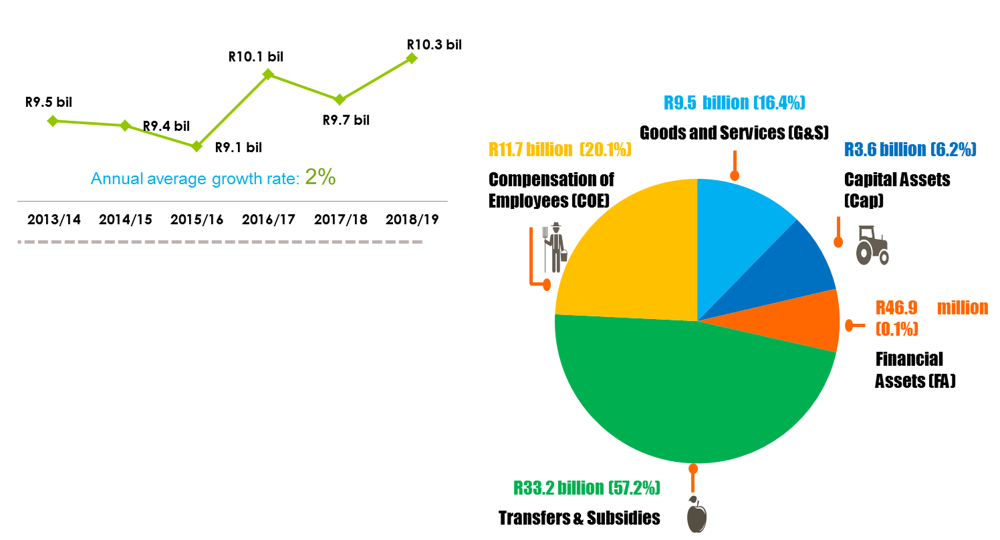 R9.5 bil
R9.4 bil
R9.1 bil
R10.1 bil
R9.7 bil
R10.3 bil
Annual average growth rate: 2%
2013/14 2014/15 2015/16 2016/17 2017/18 2018/19
R9.5 billion (16.4%)
Goods and Services (G&S)
R11.7 billion (20.1%)
Compensation of
Employees (COE)
R3.6 billion (6.2%)
Capital Assets
(Cap)
R46.9 million
(0.1%)
Financial
Assets (FA)
R33.2 billion (57.2%)
Transfers & Subsidies